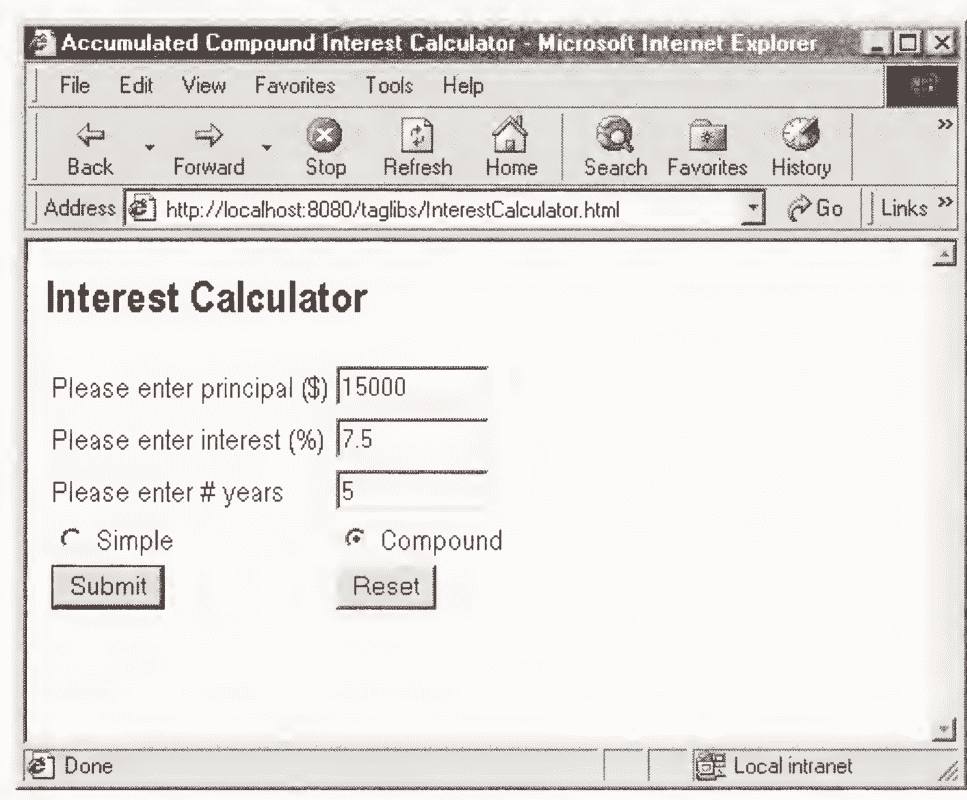 Accumulated Compound Interest Calculator - Microsoft Internet Explorer
File Edit View Favorites Tools Help
Back Forward Stop Refresh Home Search Favorites History »
Address http://localhost:8080/taglibs/InterestCalculator.html Go Links »
Interest Calculator
Please enter principal ($) 15000
Please enter interest (%) 7.5
Please enter # years 5
Simple Compound
Submit Reset
Done Local intranet